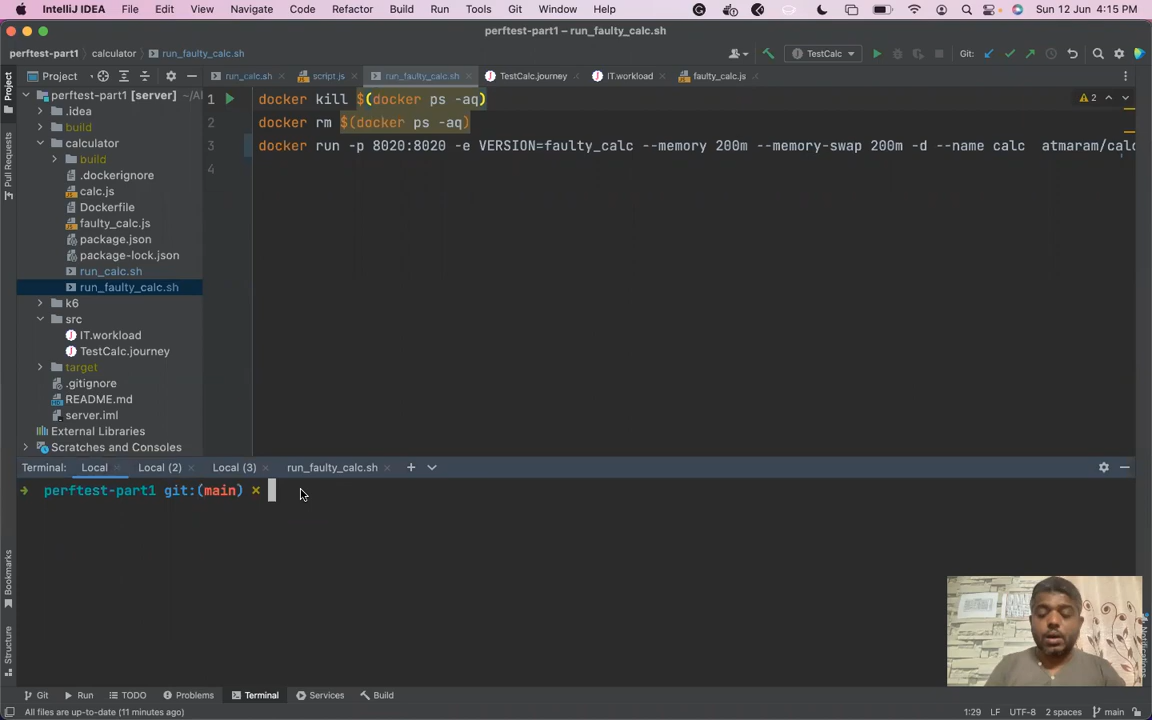 IntelliJ IDEA File Edit View Navigate Code Refactor Build Run Tools Git Window Help Sun 12 Jun 4:15 PM
perftest-part1 – run_faulty_calc.sh
perftest-part1 calculator run_faulty_calc.sh TestCalc Git:
Project run_calc.sh script.js run_faulty_calc.sh TestCalc.journey IT.workload faulty_calc.js
perftest-part1 [server]
.idea
build
calculator
build
.dockerignore
calc.js
Dockerfile
faulty_calc.js
package.json
package-lock.json
run_calc.sh
run_faulty_calc.sh
k6
src
IT.workload
TestCalc.journey
target
.gitignore
README.md
server.iml
External Libraries
Scratches and Consoles
1 docker kill $(docker ps -aq)
2 docker rm $(docker ps -aq)
3 docker run -p 8020:8020 -e VERSION=faulty_calc --memory 200m --memory-swap 200m -d --name calc atmaram/calc
4
2
Project
Pull Requests
Bookmarks
Structure
Notifications
Terminal: Local Local (2) Local (3) run_faulty_calc.sh
perftest-part1 git:(main) ×
Git Run TODO Problems Terminal Services Build
All files are up-to-date (11 minutes ago) 1:29 LF UTF-8 2 spaces main